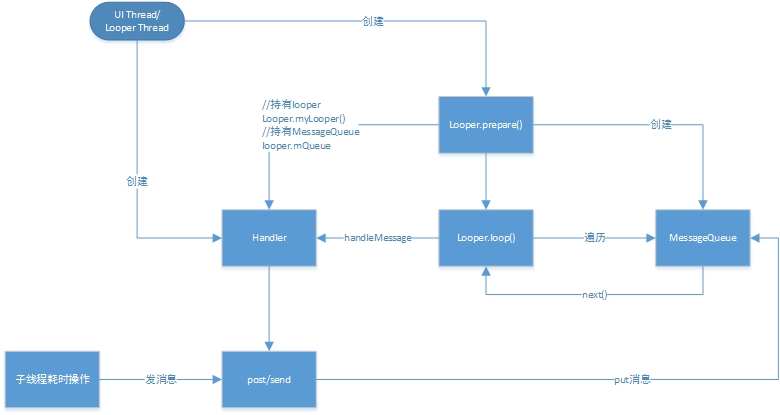 UI Thread/
Looper Thread
创建
//持有looper
Looper.myLooper()
//持有MessageQueue
looper.mQueue
Looper.prepare()
创建
创建
Handler
handleMessage
Looper.loop()
遍历
MessageQueue
next()
子线程耗时操作
发消息
post/send
put消息